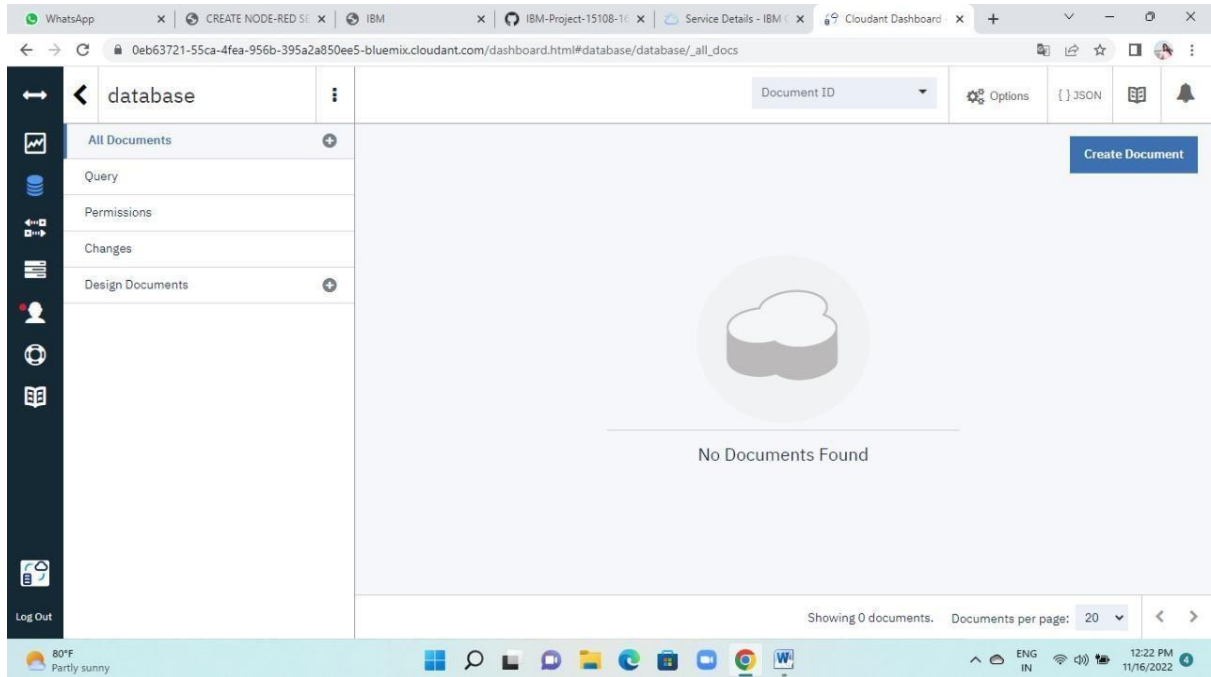 WhatsApp
CREATE NODE-RED SE
IBM
IBM-Project-15108-16
Service Details - IBM C
Cloudant Dashboard
0eb63721-55ca-4fea-956b-395a2a850ee5-bluemix.cloudant.com/dashboard.html#database/database/_all_docs
database
Document ID
Options
{ } JSON
All Documents
Create Document
Query
Permissions
Changes
Design Documents
No Documents Found
Log Out
Showing 0 documents. Documents per page: 20
80°F
Partly sunny
ENG
IN
12:22 PM
11/16/2022
4